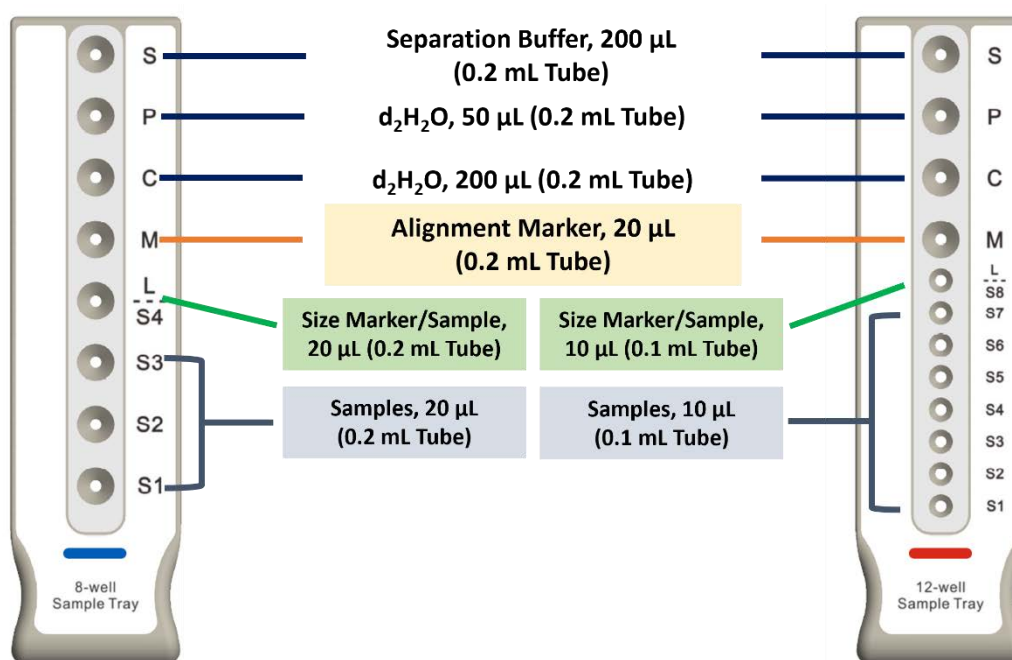 Separation Buffer, 200 µL
(0.2 mL Tube)
d₂H₂O, 50 µL (0.2 mL Tube)
d₂H₂O, 200 µL (0.2 mL Tube)
Alignment Marker, 20 µL
(0.2 mL Tube)
Size Marker/Sample,
20 µL (0.2 mL Tube)
Size Marker/Sample,
10 µL (0.1 mL Tube)
Samples, 20 µL
(0.2 mL Tube)
Samples, 10 µL
(0.1 mL Tube)
S
P
C
M
L
S4
S3
S2
S1
8-well
Sample Tray
S
P
C
M
L
S8
S7
S6
S5
S4
S3
S2
S1
12-well
Sample Tray